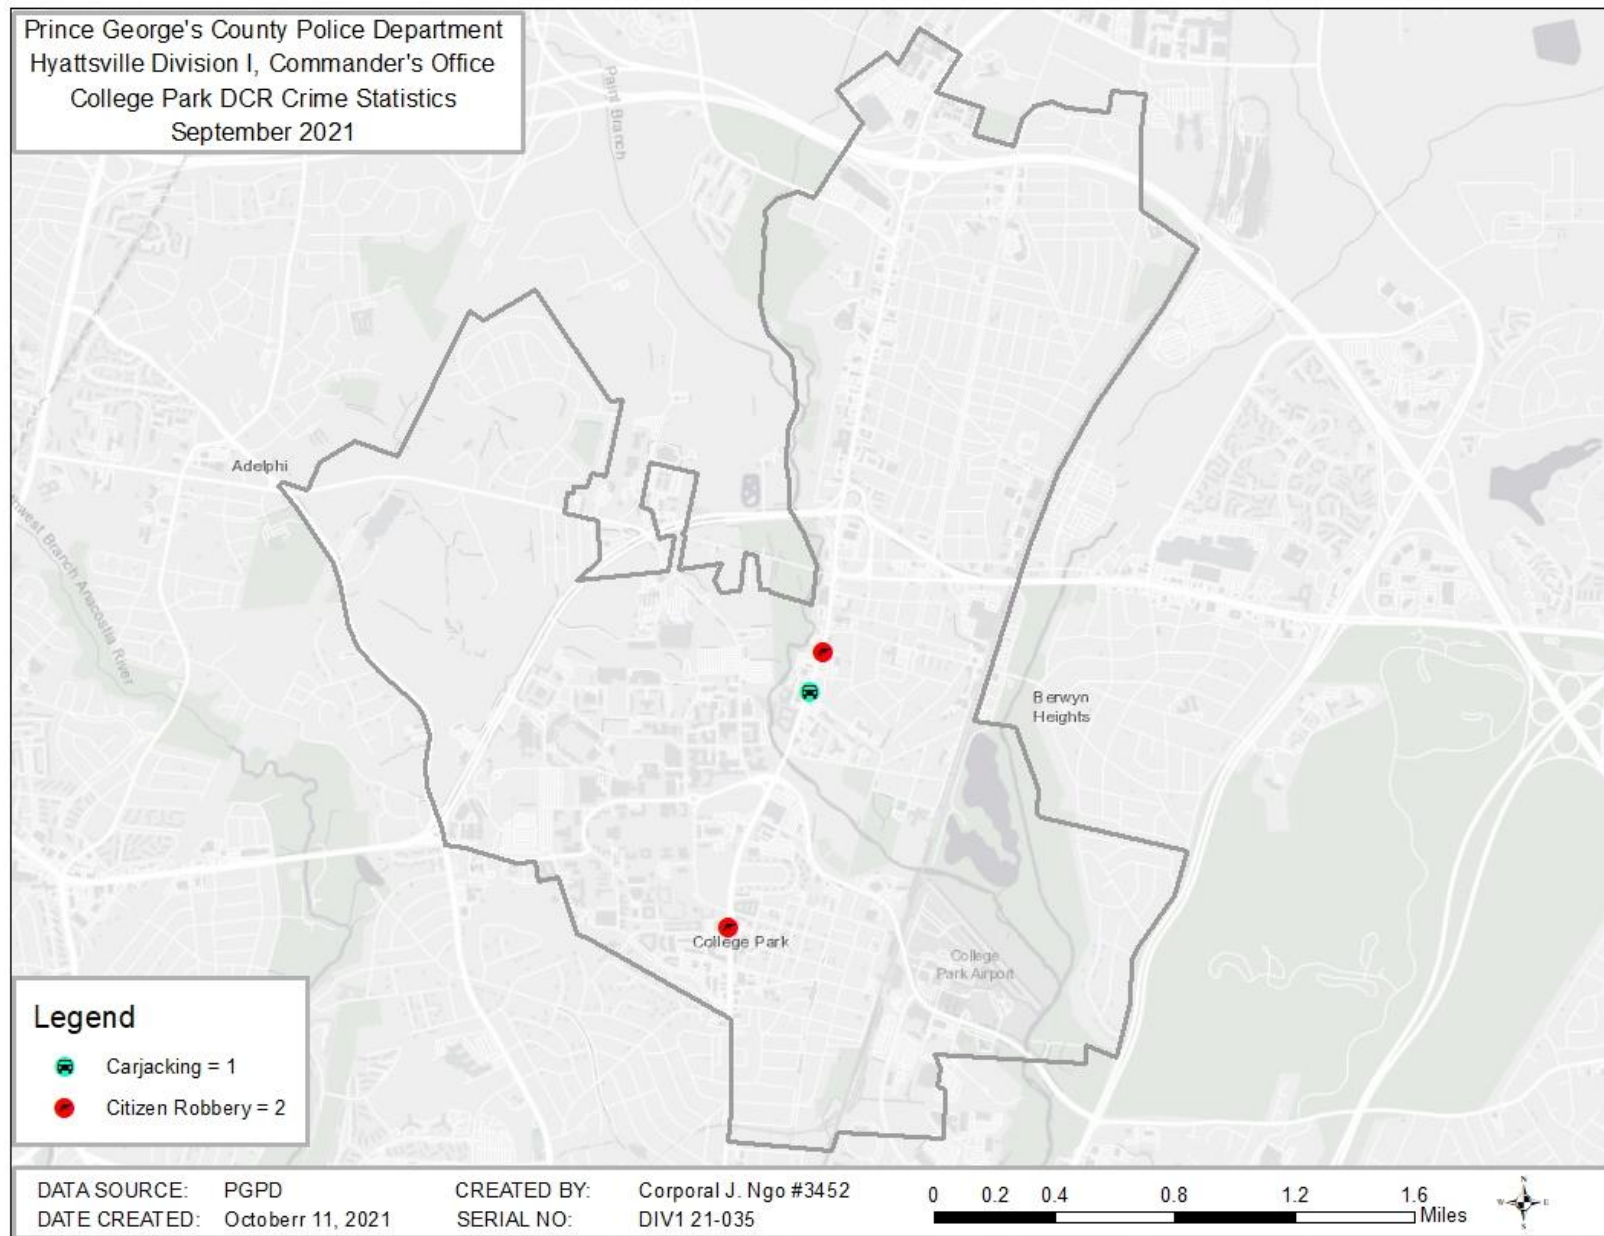 Prince George's County Police Department
Hyattsville Division I, Commander's Office
College Park DCR Crime Statistics
September 2021
Paint Branch
Adelphi
west Branch Anacostia River
Berwyn
Heights
College Park
College
Park Airport
Legend
Carjacking = 1
Citizen Robbery = 2
DATA SOURCE: PGPD
DATE CREATED: Octoberr 11, 2021
CREATED BY: Corporal J. Ngo #3452
SERIAL NO: DIV1 21-035
0 0.2 0.4 0.8 1.2 1.6
Miles
N
W E
S